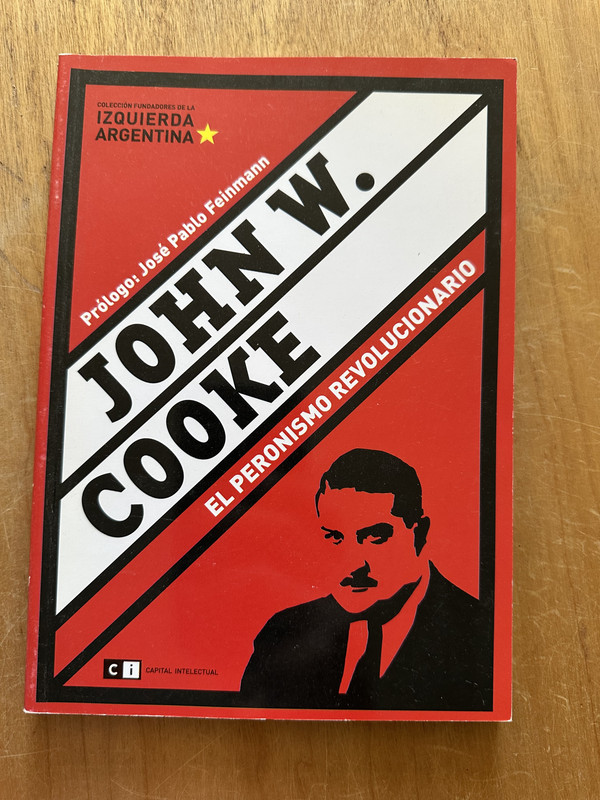 COLECCIÓN FUNDADORES DE LA
IZQUIERDA
ARGENTINA
Prólogo: José Pablo Feinmann
JOHN W.
COOKE
EL PERONISMO REVOLUCIONARIO
ci CAPITAL INTELECTUAL